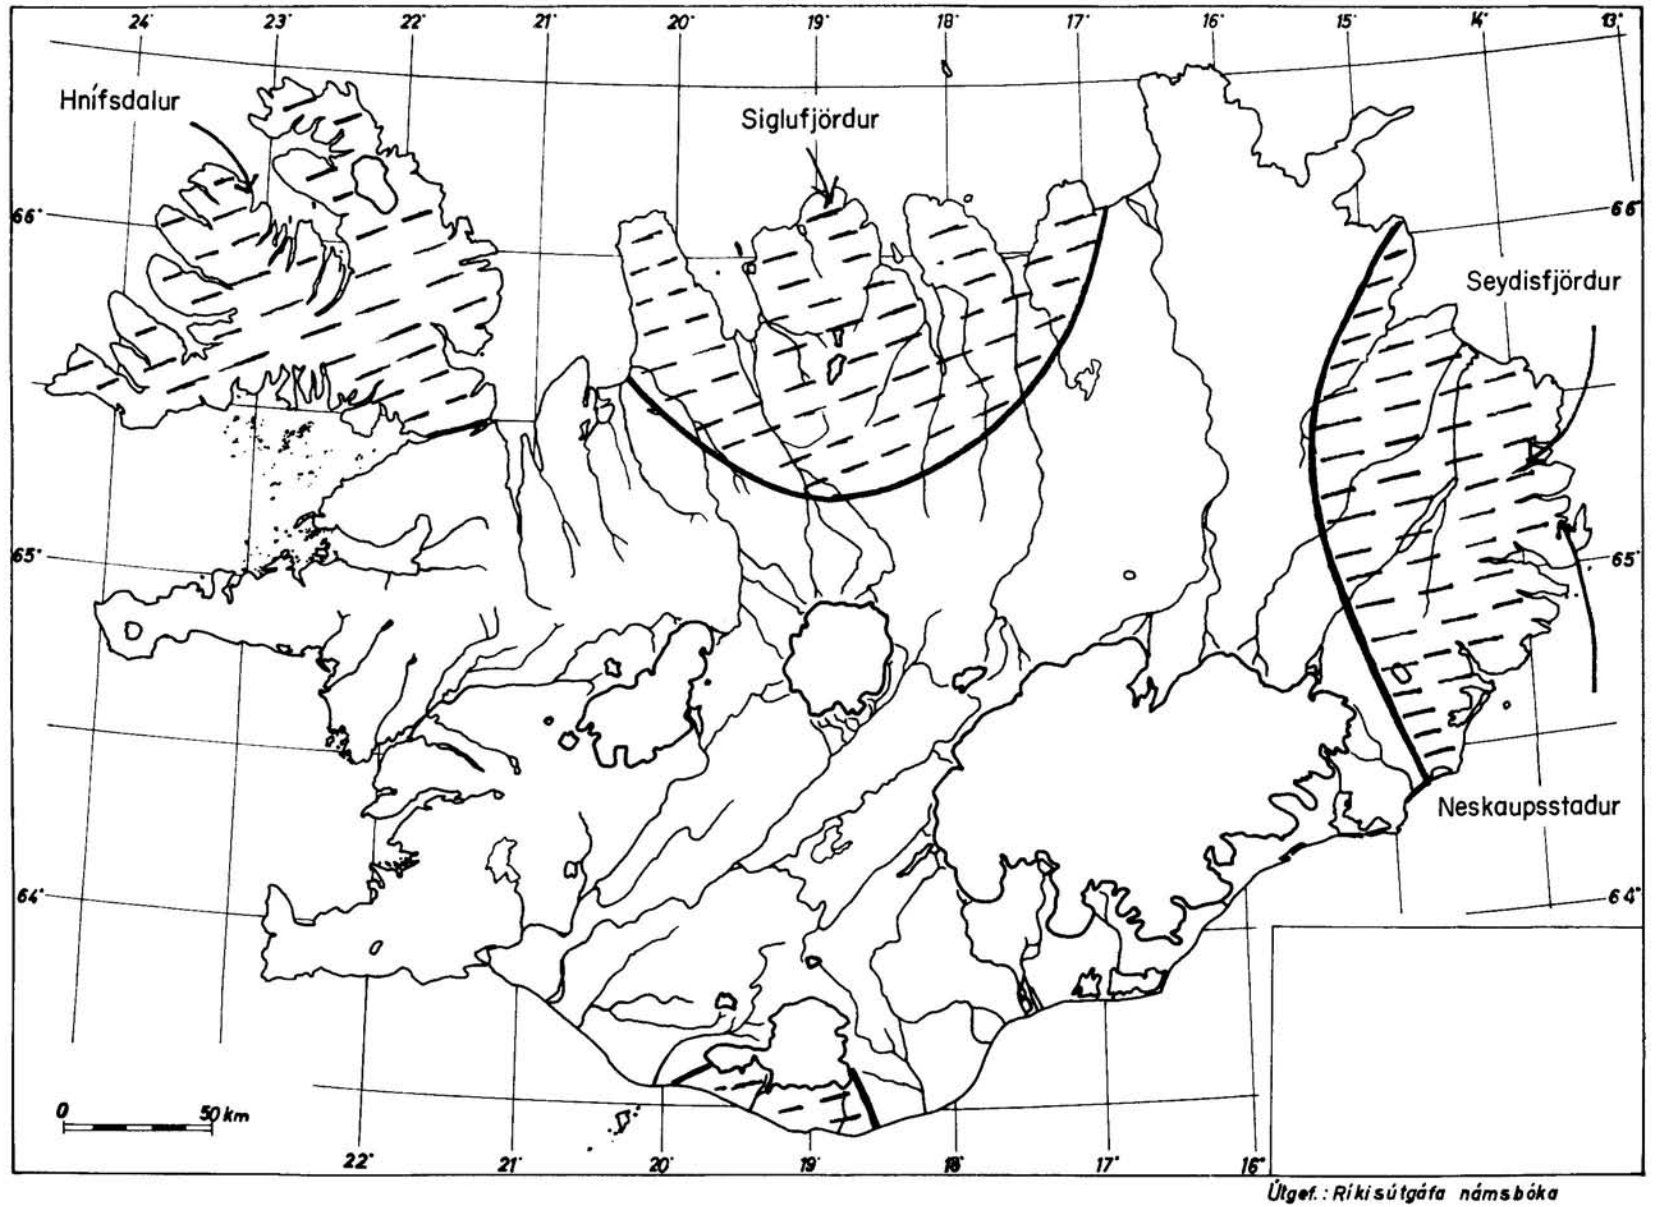 24° 23° 22° 21° 20° 19° 18° 17° 16° 15° 14° 13°
Hnífsdalur
Siglufjördur
66° 66°
Seydisfjördur
65° 65°
Neskaupsstadur
64° 64°
0 50 km
22° 21° 20° 19° 18° 17° 16°
Útgef.: Ríkisútgáfa námsbóka